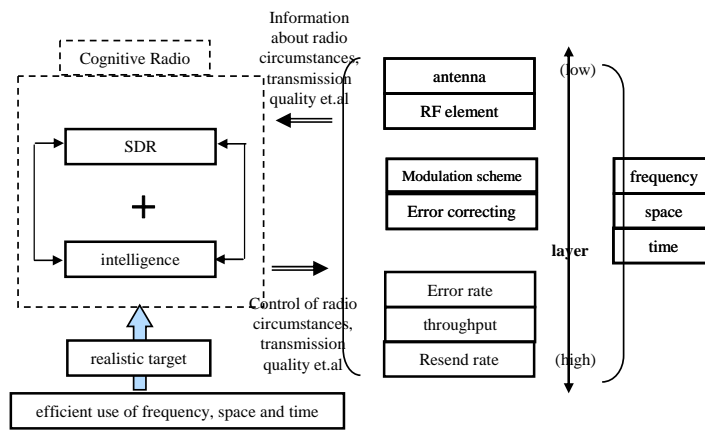 Cognitive Radio
SDR
+
intelligence
realistic target
efficient use of frequency, space and time
Information
about radio
circumstances,
transmission
quality et.al
Control of radio
circumstances,
transmission
quality et.al
antenna
RF element
Modulation scheme
Error correcting
Error rate
throughput
Resend rate
(low)
layer
(high)
frequency
space
time